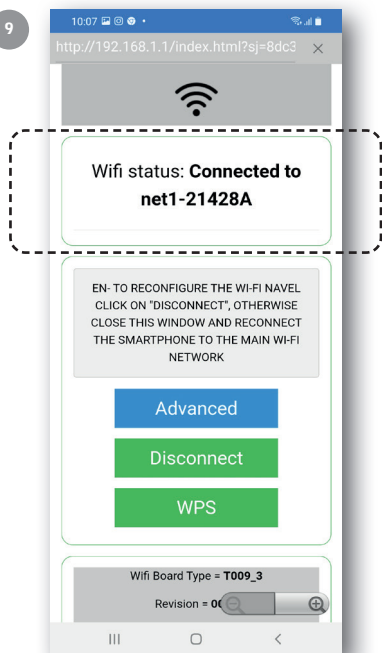 9
10:07
http://192.168.1.1/index.html?sj=8dc3
Wifi status: Connected to
net1-21428A
EN- TO RECONFIGURE THE WI-FI NAVEL
CLICK ON "DISCONNECT", OTHERWISE
CLOSE THIS WINDOW AND RECONNECT
THE SMARTPHONE TO THE MAIN WI-FI
NETWORK
Advanced
Disconnect
WPS
Wifi Board Type = T009_3
Revision =